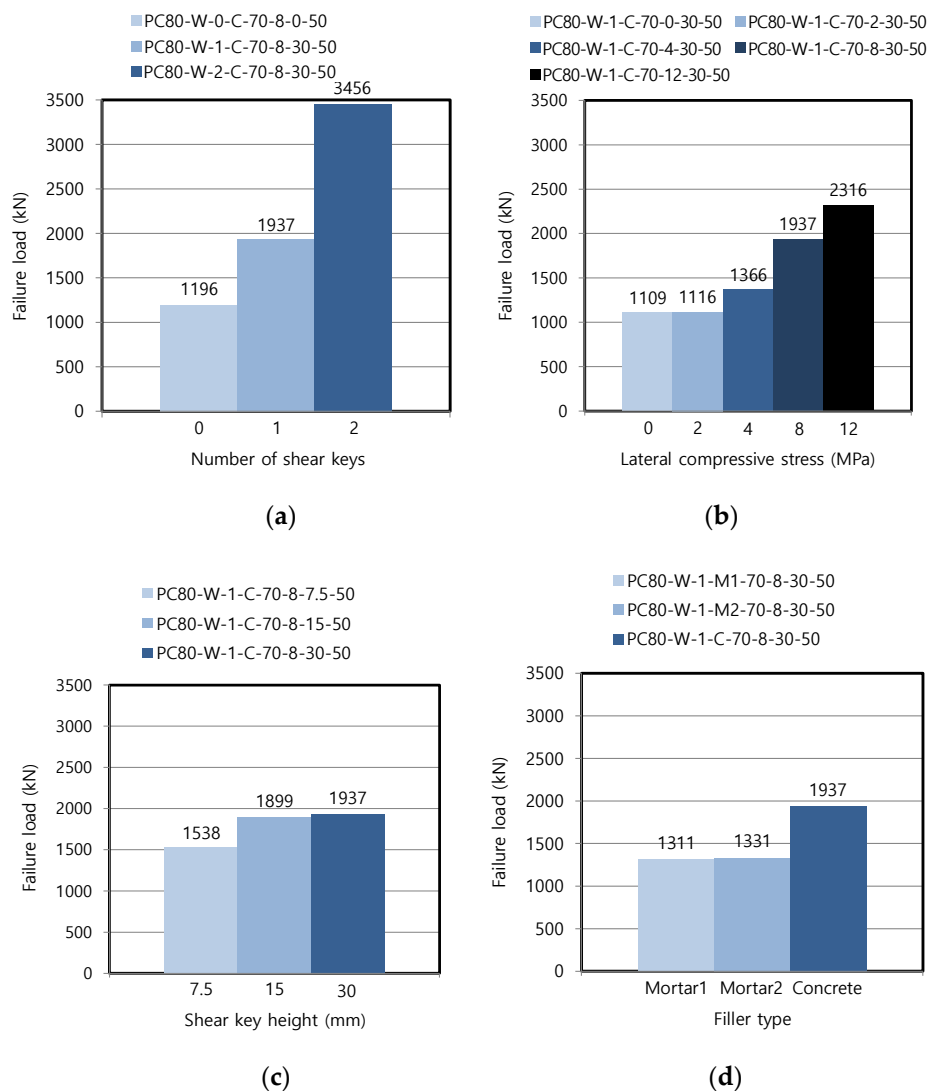 PC80-W-0-C-70-8-0-50
PC80-W-1-C-70-8-30-50
PC80-W-2-C-70-8-30-50
3500
3000
2500
2000
1500
1000
500
0
Failure load (kN)
1196
1937
3456
0 1 2
Number of shear keys
(a)
PC80-W-1-C-70-0-30-50 PC80-W-1-C-70-2-30-50
PC80-W-1-C-70-4-30-50 PC80-W-1-C-70-8-30-50
PC80-W-1-C-70-12-30-50
3500
3000
2500
2000
1500
1000
500
0
Failure load (kN)
1109
1116
1366
1937
2316
0 2 4 8 12
Lateral compressive stress (MPa)
(b)
PC80-W-1-C-70-8-7.5-50
PC80-W-1-C-70-8-15-50
PC80-W-1-C-70-8-30-50
3500
3000
2500
2000
1500
1000
500
0
Failure load (kN)
1538
1899
1937
7.5 15 30
Shear key height (mm)
(c)
PC80-W-1-M1-70-8-30-50
PC80-W-1-M2-70-8-30-50
PC80-W-1-C-70-8-30-50
3500
3000
2500
2000
1500
1000
500
0
Failure load (kN)
1311
1331
1937
Mortar1 Mortar2 Concrete
Filler type
(d)